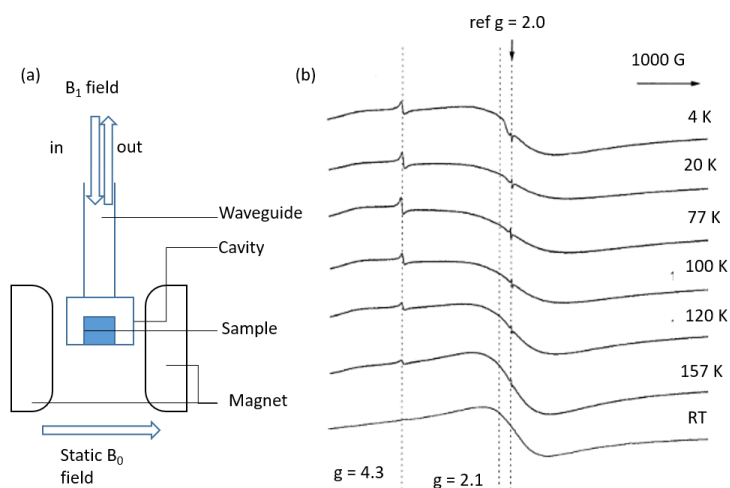 (a)
B₁ field
in
out
Waveguide
Cavity
Sample
Magnet
Static B₀
field
(b)
ref g = 2.0
1000 G
4 K
20 K
77 K
100 K
120 K
157 K
RT
g = 4.3
g = 2.1